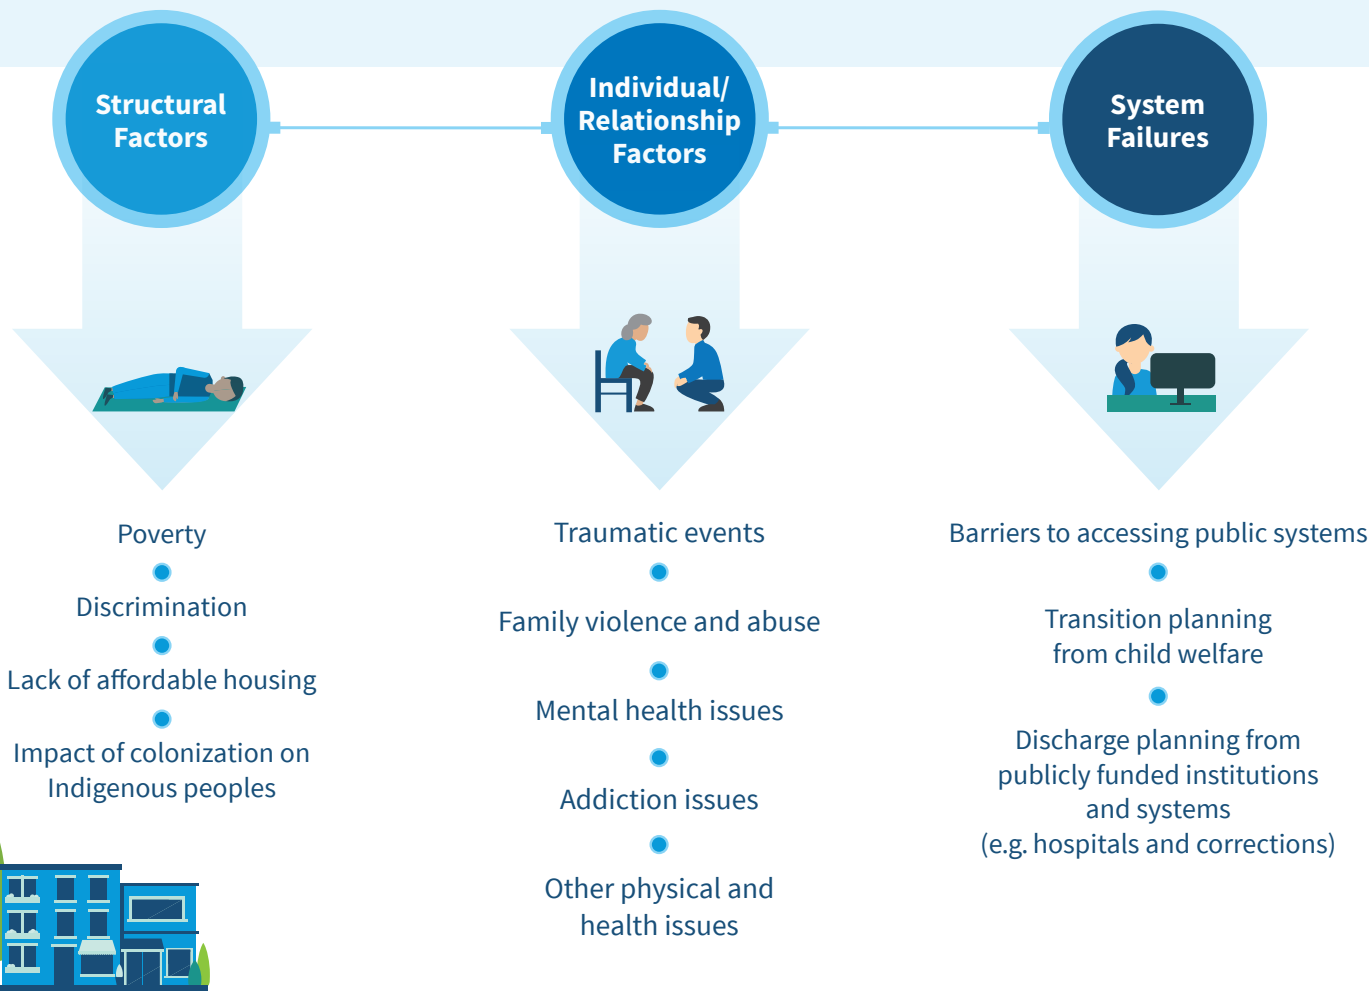 Structural
Factors
Individual/
Relationship
Factors
System
Failures
Poverty
Discrimination
Lack of affordable housing
Impact of colonization on
Indigenous peoples
Traumatic events
Family violence and abuse
Mental health issues
Addiction issues
Other physical and
health issues
Barriers to accessing public systems
Transition planning
from child welfare
Discharge planning from
publicly funded institutions
and systems
(e.g. hospitals and corrections)